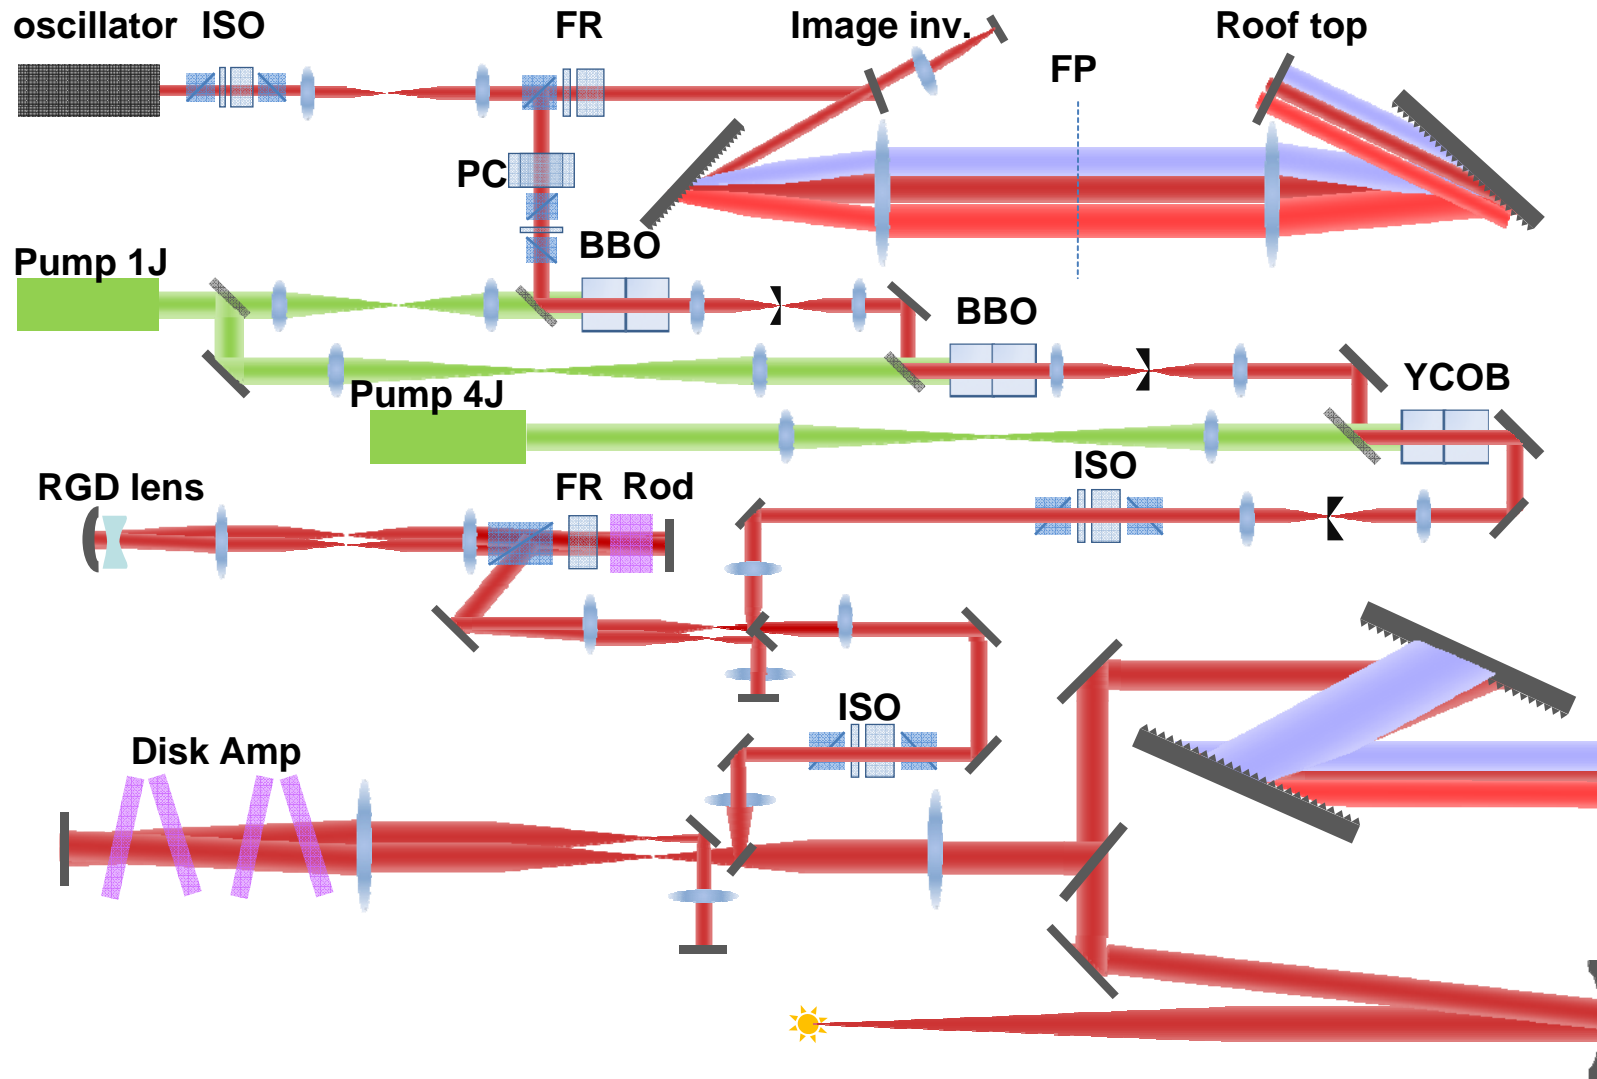 oscillator
ISO
FR
Image inv.
Roof top
FP
PC
BBO
Pump 1J
BBO
YCOB
Pump 4J
ISO
RGD lens
FR
Rod
ISO
Disk Amp